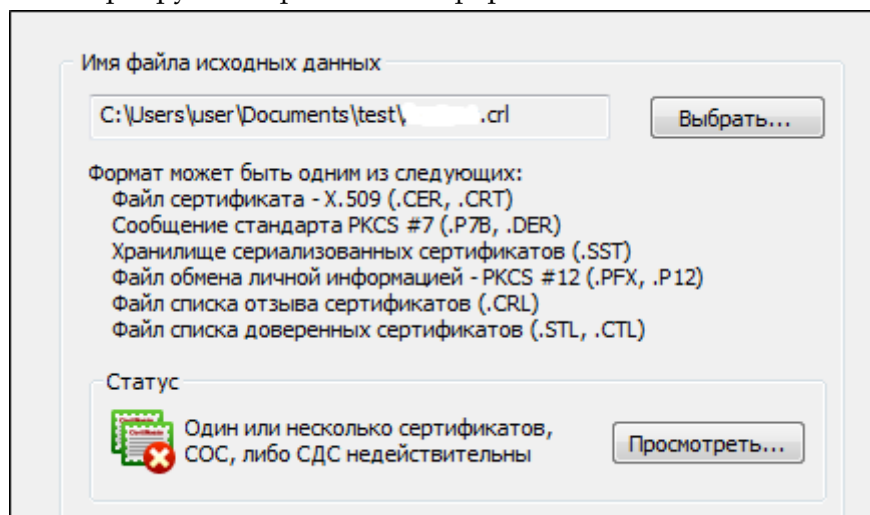 Имя файла исходных данных
C:\Users\user\Documents\test\ .crl
Выбрать...
Формат может быть одним из следующих:
Файл сертификата - X.509 (.CER, .CRT)
Сообщение стандарта PKCS #7 (.P7B, .DER)
Хранилище сериализованных сертификатов (.SST)
Файл обмена личной информацией - PKCS #12 (.PFX, .P12)
Файл списка отзыва сертификатов (.CRL)
Файл списка доверенных сертификатов (.STL, .CTL)
Статус
Один или несколько сертификатов,
СОС, либо СДС недействительны
Просмотреть...